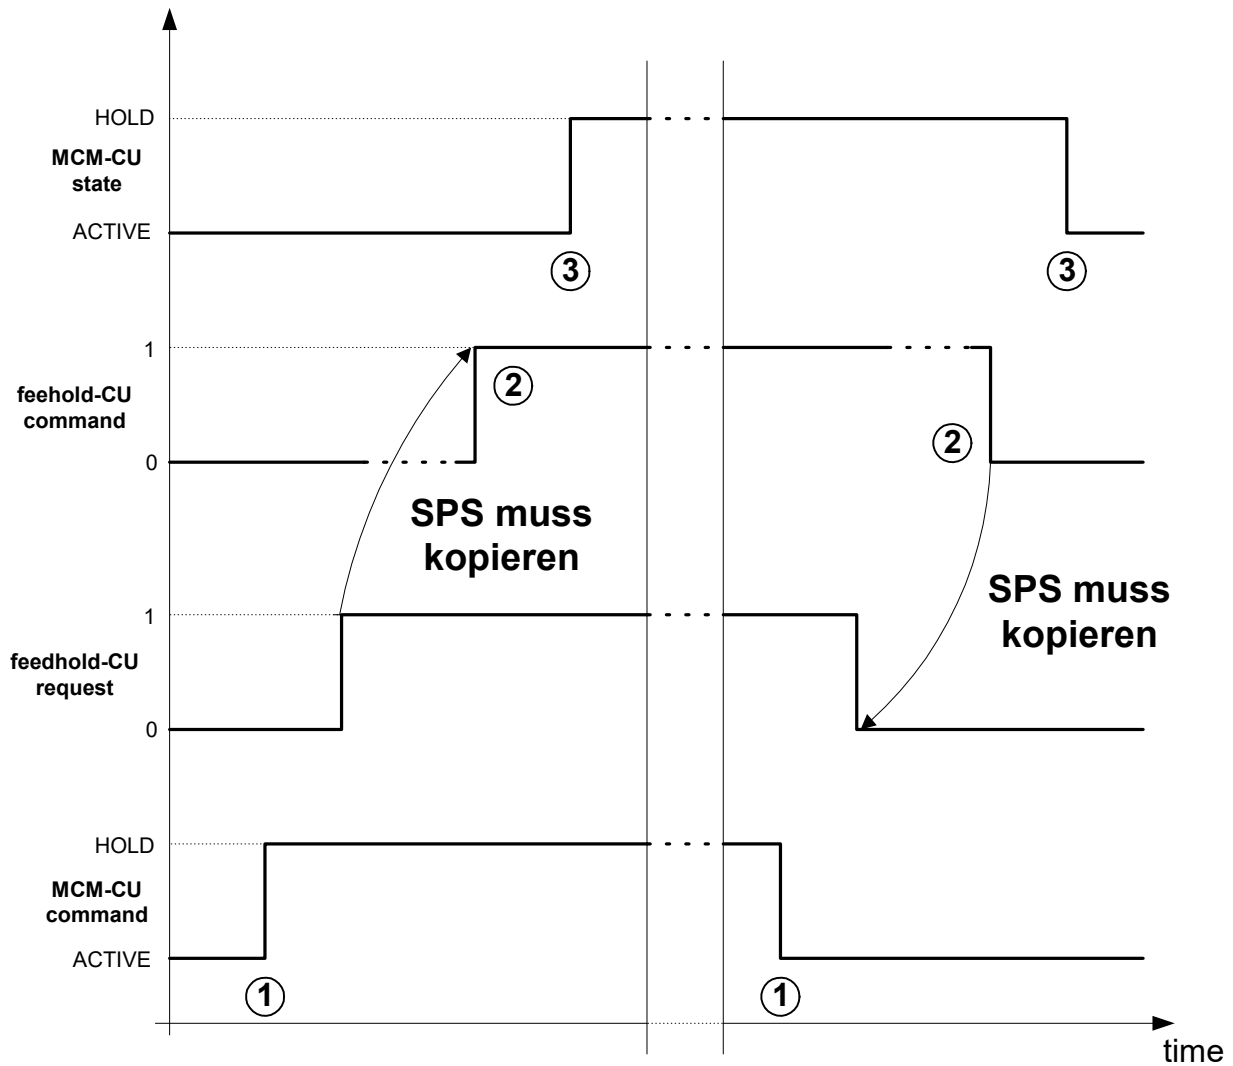 HOLD
MCM-CU
state
ACTIVE
3
3
1
2
feehold-CU
command
2
0
SPS muss
kopieren
SPS muss
kopieren
1
feedhold-CU
request
0
HOLD
MCM-CU
command
ACTIVE
1
1
time